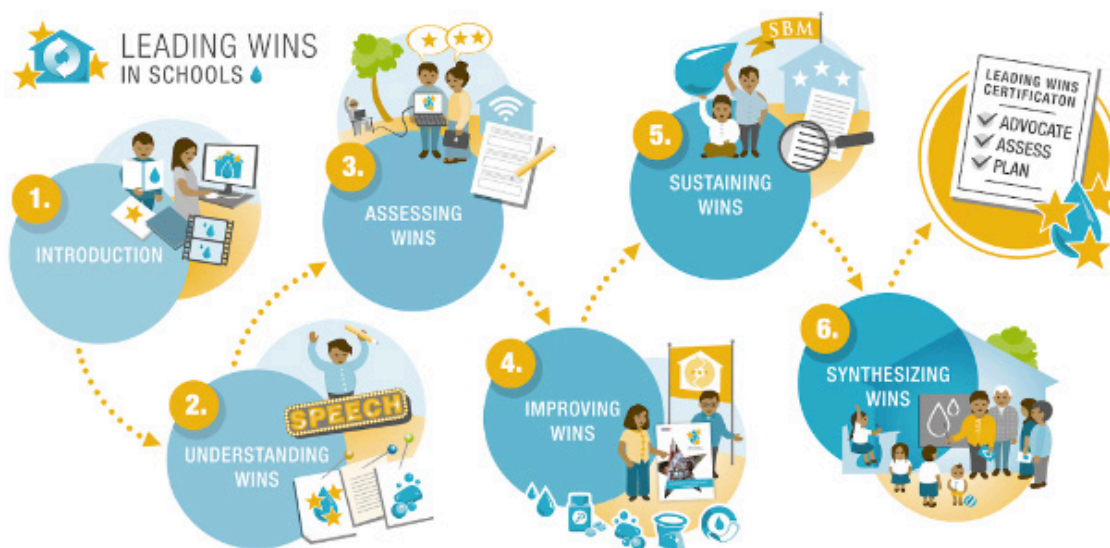 LEADING WINS
IN SCHOOLS
1.
INTRODUCTION
2.
SPEECH
UNDERSTANDING
WINS
3.
ASSESSING
WINS
4.
IMPROVING
WINS
5.
SBM
SUSTAINING
WINS
6.
SYNTHESIZING
WINS
LEADING WINS
CERTIFICATON
ADVOCATE
ASSESS
PLAN